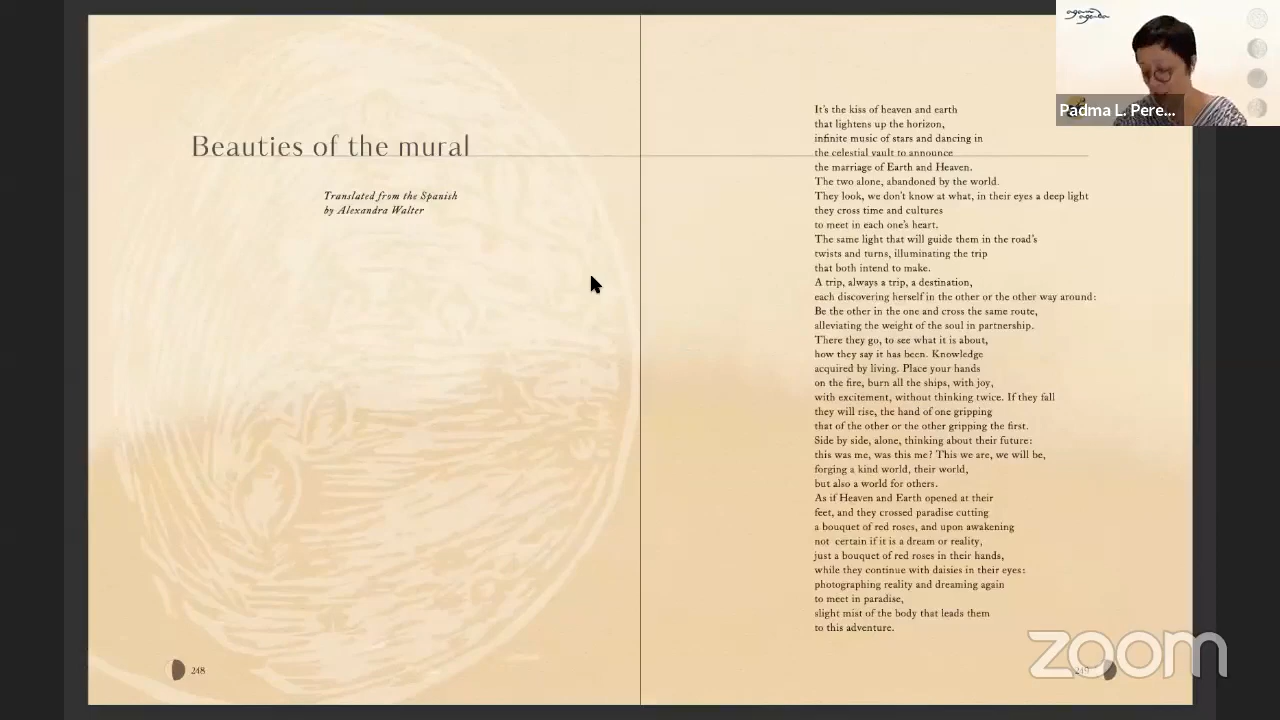 Beauties of the mural
Translated from the Spanish
by Alexandra Walter
248
It's the kiss of heaven and earth
that lightens up the horizon,
infinite music of stars and dancing in
the celestial vault to announce
the marriage of Earth and Heaven.
The two alone, abandoned by the world.
They look, we don't know at what, in their eyes a deep light
they cross time and cultures
to meet in each one's heart.
The same light that will guide them in the road's
twists and turns, illuminating the trip
that both intend to make.
A trip, always a trip, a destination,
each discovering herself in the other or the other way around:
Be the other in the one and cross the same route,
alleviating the weight of the soul in partnership.
There they go, to see what it is about,
how they say it has been. Knowledge
acquired by living. Place your hands
on the fire, burn all the ships, with joy,
with excitement, without thinking twice. If they fall
they will rise, the hand of one gripping
that of the other or the other gripping the first.
Side by side, alone, thinking about their future:
this was me, was this me? This we are, we will be,
forging a kind world, their world,
but also a world for others.
As if Heaven and Earth opened at their
feet, and they crossed paradise cutting
a bouquet of red roses, and upon awakening
not certain if it is a dream or reality,
just a bouquet of red roses in their hands,
while they continue with daisies in their eyes:
photographing reality and dreaming again
to meet in paradise,
slight mist of the body that leads them
to this adventure.
249
agam
agenda
Padma L. Pere...
zoom